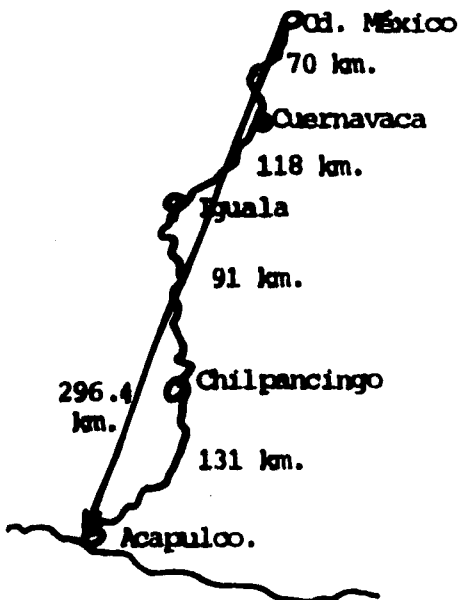 Cd. México
70 km.
Cuernavaca
118 km.
Iguala
91 km.
Chilpancingo
296.4
km.
131 km.
Acapulco.